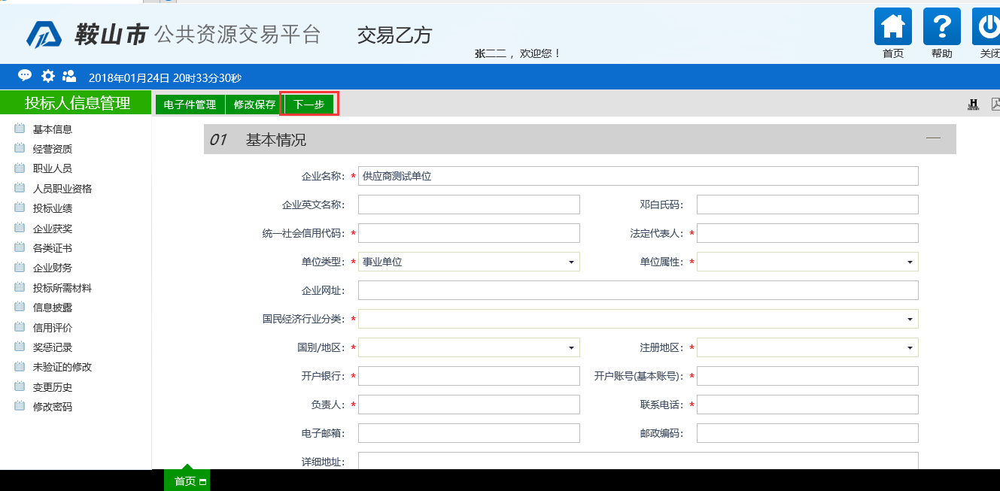 鞍山市 公共资源交易平台 交易乙方
首页 帮助 关闭
张二二 ，欢迎您！
2018年01月24日 20时33分30秒
投标人信息管理
电子件管理 修改保存 下一步
基本信息
经营资质
职业人员
人员职业资格
投标业绩
企业获奖
各类证书
企业财务
投标所需材料
信息披露
信用评价
奖惩记录
未验证的修改
变更历史
修改密码
01 基本情况
企业名称：* 供应商测试单位
企业英文名称： 邓白氏码：
统一社会信用代码：* 法定代表人：*
单位类型：* 事业单位 单位属性：*
企业网址：
国民经济行业分类：*
国别/地区：* 注册地区：*
开户银行：* 开户账号(基本账号)：*
负责人：* 联系电话：*
电子邮箱： 邮政编码：
详细地址：
首页